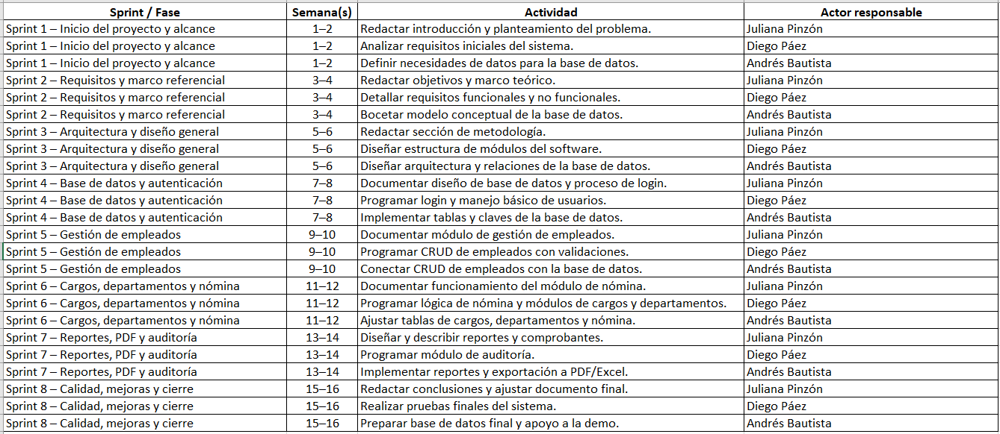 Sprint / Fase Semana(s) Actividad Actor responsable
Sprint 1 – Inicio del proyecto y alcance 1–2 Redactar introducción y planteamiento del problema. Juliana Pinzón
Sprint 1 – Inicio del proyecto y alcance 1–2 Analizar requisitos iniciales del sistema. Diego Páez
Sprint 1 – Inicio del proyecto y alcance 1–2 Definir necesidades de datos para la base de datos. Andrés Bautista
Sprint 2 – Requisitos y marco referencial 3–4 Redactar objetivos y marco teórico. Juliana Pinzón
Sprint 2 – Requisitos y marco referencial 3–4 Detallar requisitos funcionales y no funcionales. Diego Páez
Sprint 2 – Requisitos y marco referencial 3–4 Bocetar modelo conceptual de la base de datos. Andrés Bautista
Sprint 3 – Arquitectura y diseño general 5–6 Redactar sección de metodología. Juliana Pinzón
Sprint 3 – Arquitectura y diseño general 5–6 Diseñar estructura de módulos del software. Diego Páez
Sprint 3 – Arquitectura y diseño general 5–6 Diseñar arquitectura y relaciones de la base de datos. Andrés Bautista
Sprint 4 – Base de datos y autenticación 7–8 Documentar diseño de base de datos y proceso de login. Juliana Pinzón
Sprint 4 – Base de datos y autenticación 7–8 Programar login y manejo básico de usuarios. Diego Páez
Sprint 4 – Base de datos y autenticación 7–8 Implementar tablas y claves de la base de datos. Andrés Bautista
Sprint 5 – Gestión de empleados 9–10 Documentar módulo de gestión de empleados. Juliana Pinzón
Sprint 5 – Gestión de empleados 9–10 Programar CRUD de empleados con validaciones. Diego Páez
Sprint 5 – Gestión de empleados 9–10 Conectar CRUD de empleados con la base de datos. Andrés Bautista
Sprint 6 – Cargos, departamentos y nómina 11–12 Documentar funcionamiento del módulo de nómina. Juliana Pinzón
Sprint 6 – Cargos, departamentos y nómina 11–12 Programar lógica de nómina y módulos de cargos y departamentos. Diego Páez
Sprint 6 – Cargos, departamentos y nómina 11–12 Ajustar tablas de cargos, departamentos y nómina. Andrés Bautista
Sprint 7 – Reportes, PDF y auditoría 13–14 Diseñar y describir reportes y comprobantes. Juliana Pinzón
Sprint 7 – Reportes, PDF y auditoría 13–14 Programar módulo de auditoría. Diego Páez
Sprint 7 – Reportes, PDF y auditoría 13–14 Implementar reportes y exportación a PDF/Excel. Andrés Bautista
Sprint 8 – Calidad, mejoras y cierre 15–16 Redactar conclusiones y ajustar documento final. Juliana Pinzón
Sprint 8 – Calidad, mejoras y cierre 15–16 Realizar pruebas finales del sistema. Diego Páez
Sprint 8 – Calidad, mejoras y cierre 15–16 Preparar base de datos final y apoyo a la demo. Andrés Bautista